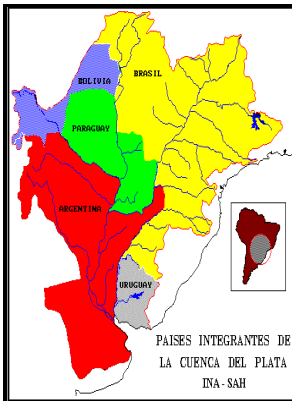 BOLIVIA
BRASIL
PARAGUAY
ARGENTINA
URUGUAY
PAISES INTEGRANTES DE
LA CUENCA DEL PLATA
INA-SAH